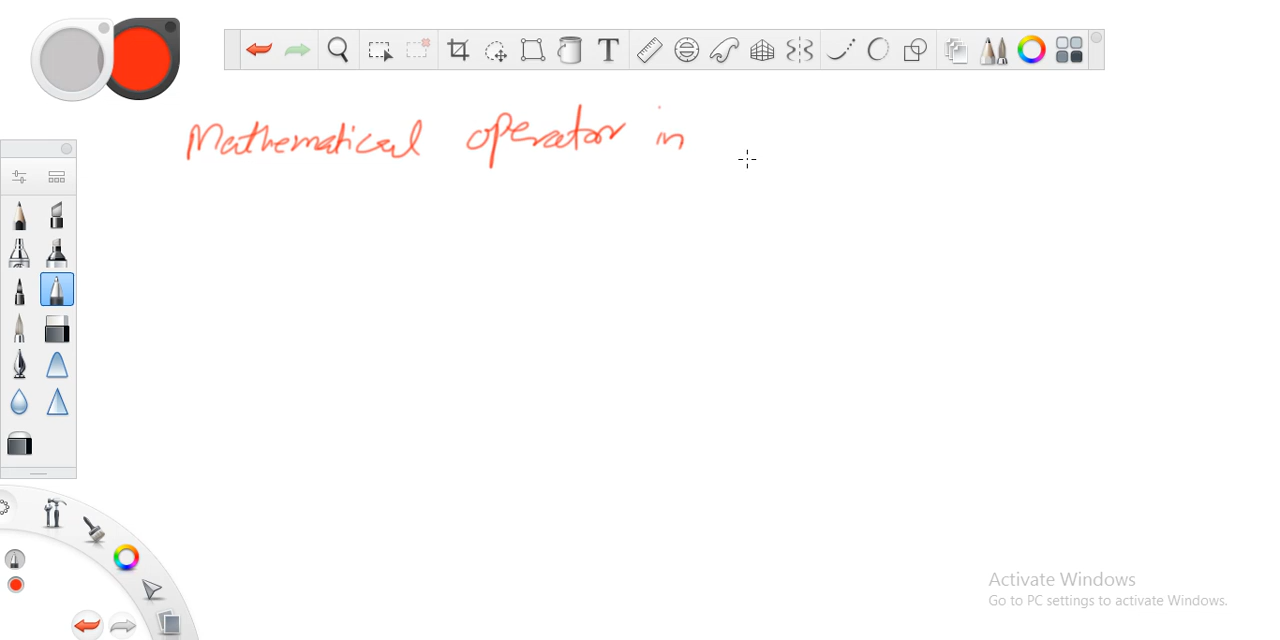 Mathematical operator in
Activate Windows
Go to PC settings to activate Windows.